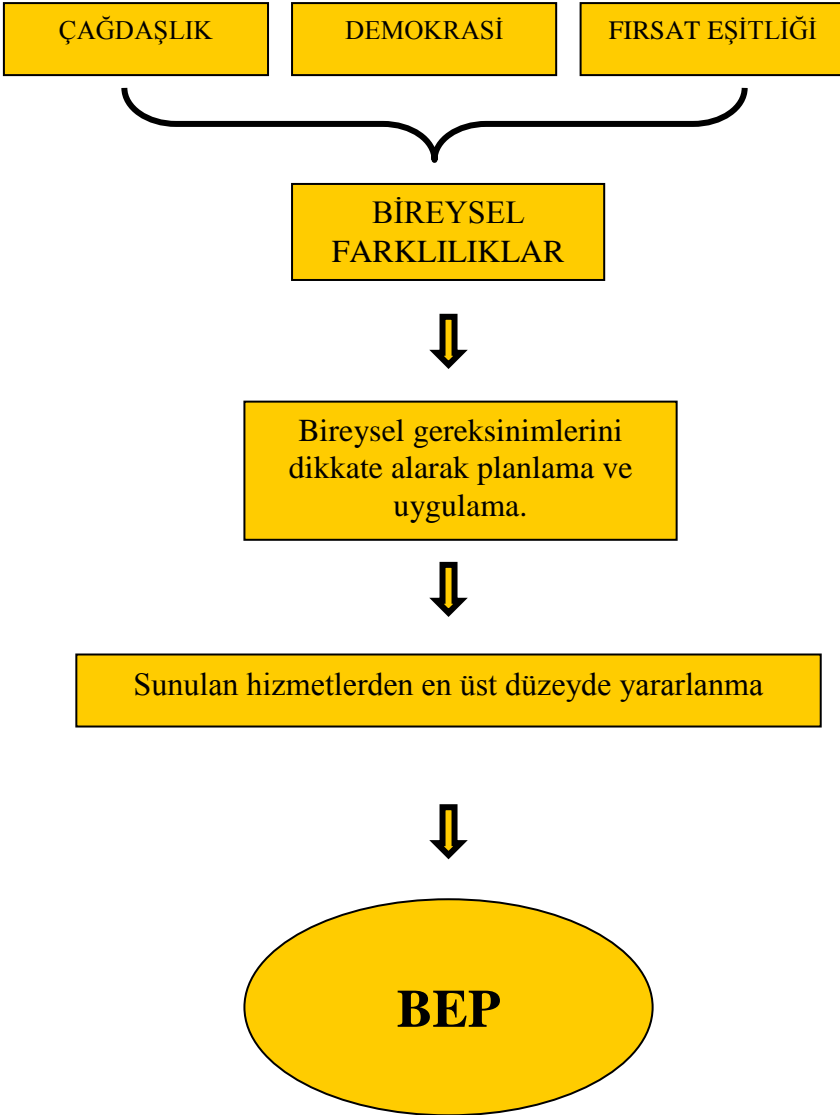 ÇAĞDAŞLIK
DEMOKRASİ
FIRSAT EŞİTLİĞİ
BİREYSEL
FARKLILIKLAR
Bireysel gereksinimlerini
dikkate alarak planlama ve
uygulama.
Sunulan hizmetlerden en üst düzeyde yararlanma
BEP